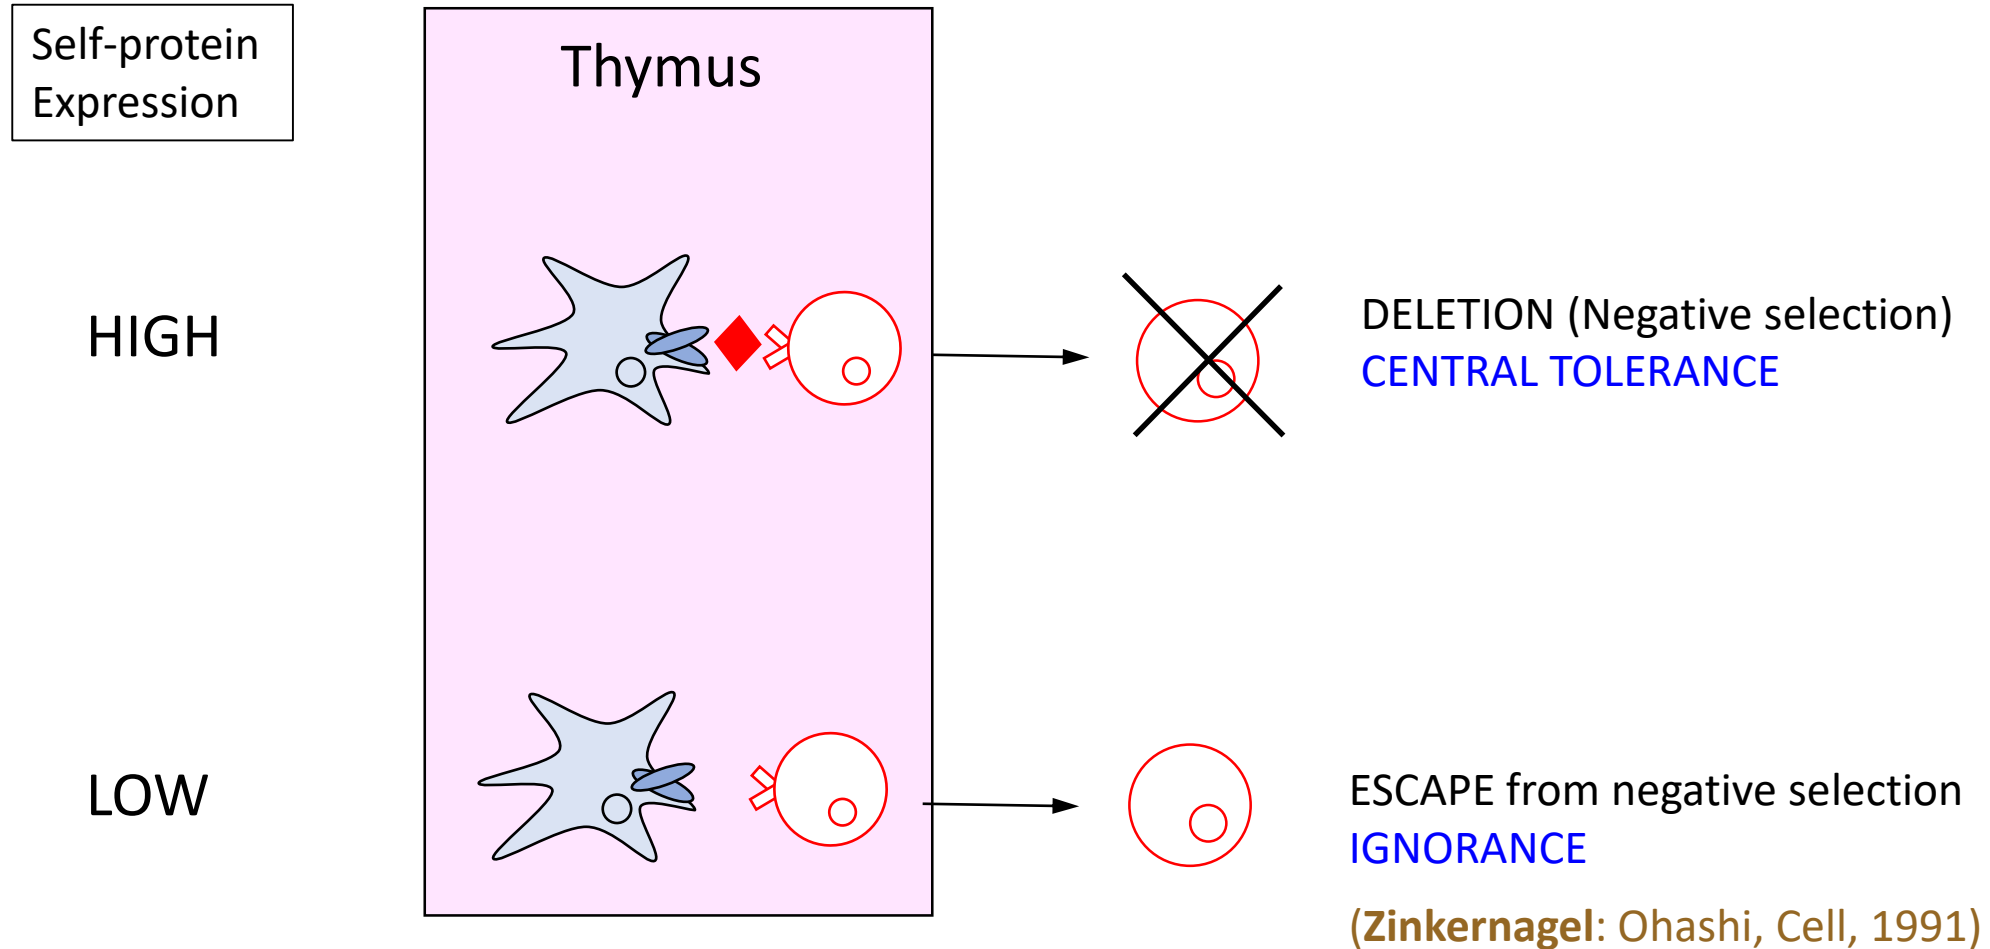 Self-protein
Expression
Thymus
HIGH
DELETION (Negative selection)
CENTRAL TOLERANCE
LOW
ESCAPE from negative selection
IGNORANCE
(Zinkernagel: Ohashi, Cell, 1991)